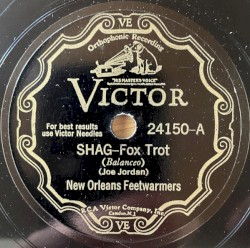 VE
Orthophonic Recording
"HIS MASTER'S VOICE"
VICTOR
For best results
use Victor Needles
24150-A
SHAG-Fox Trot
(Balanceo)
(Joe Jordan)
New Orleans Feetwarmers
RCA Victor Company, Inc.
Camden, N.J.
VE